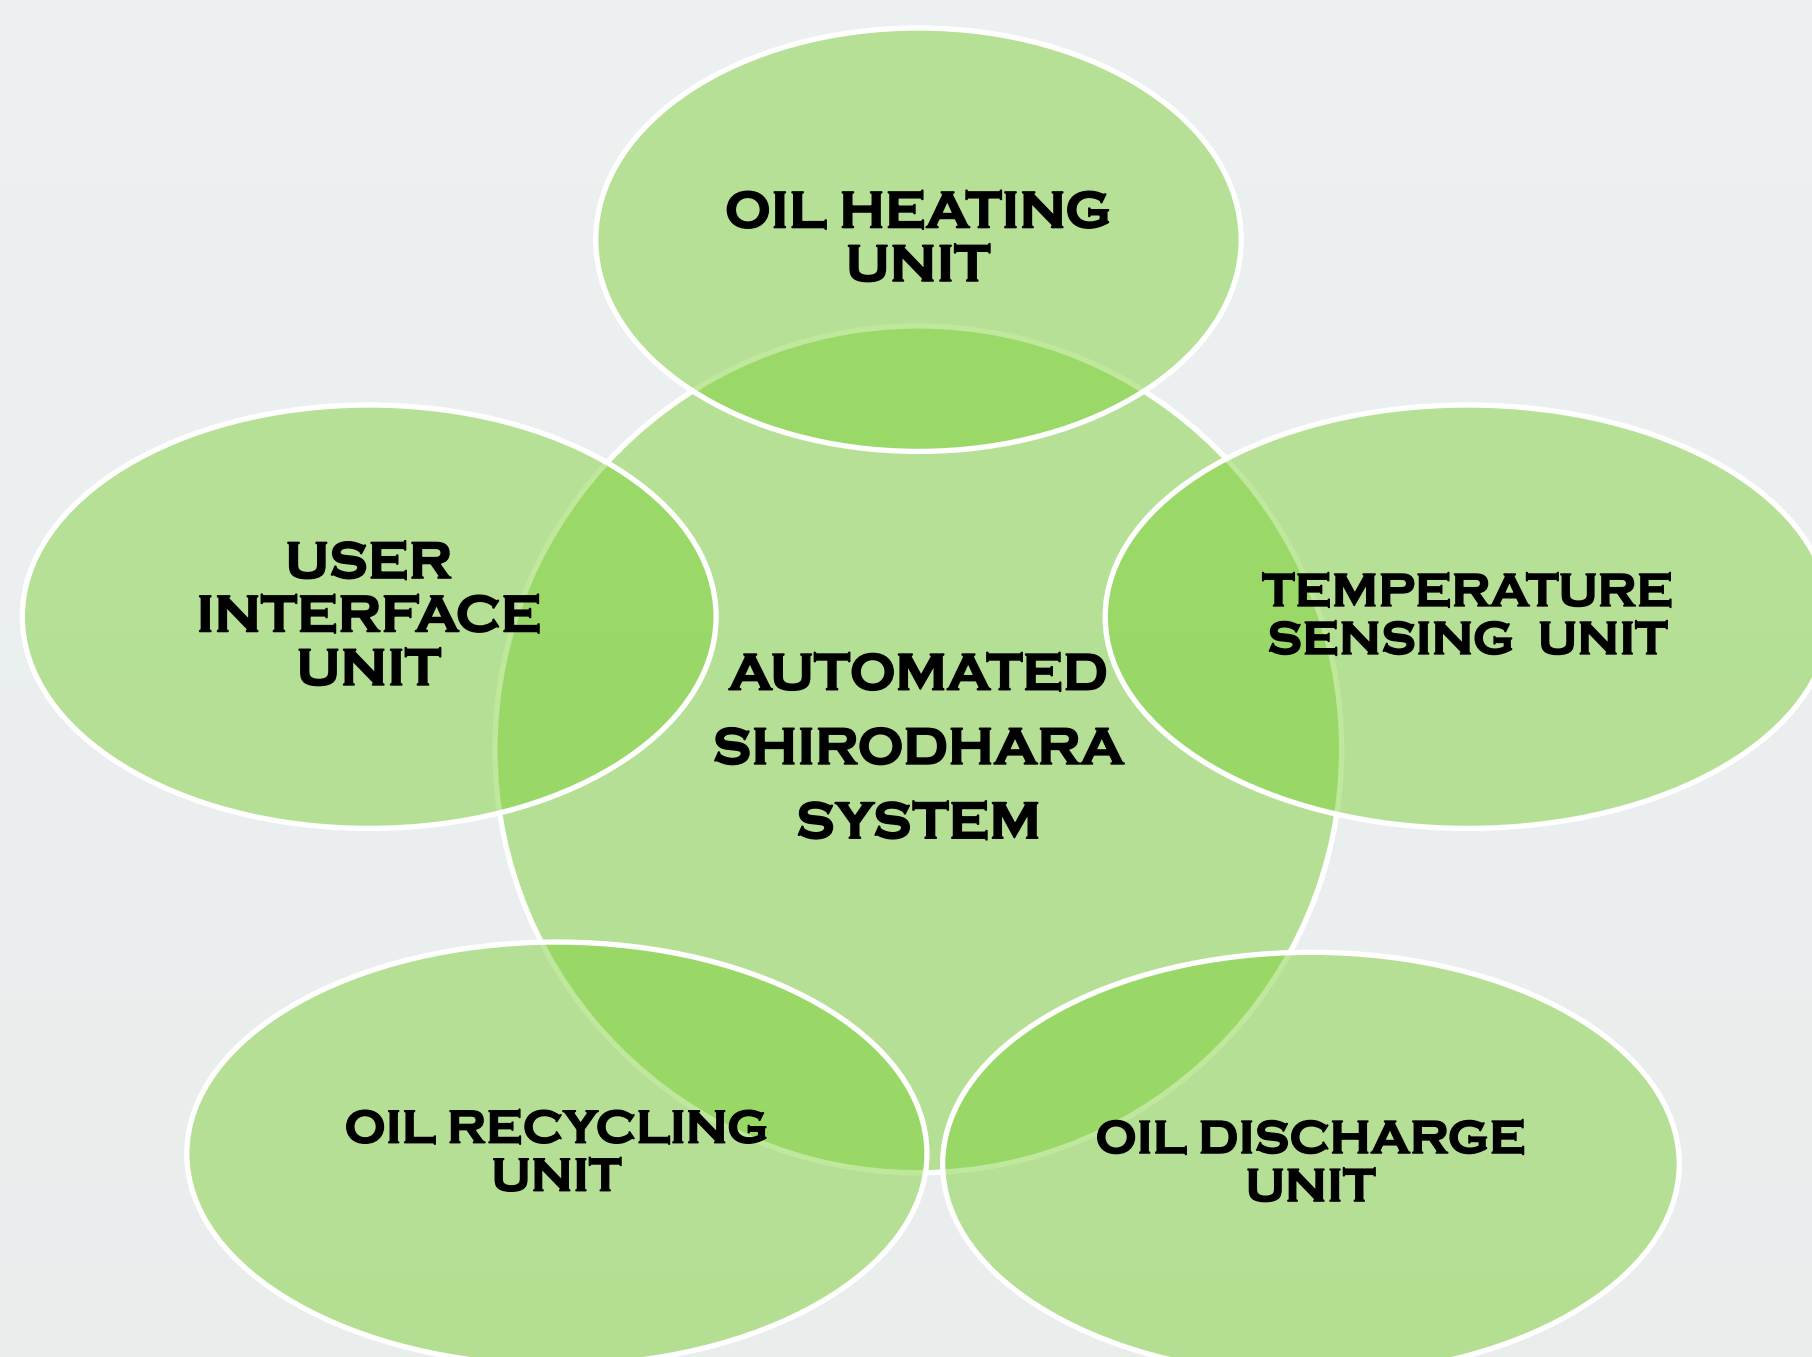 OIL HEATING
UNIT
USER
INTERFACE
UNIT
TEMPERATURE
SENSING UNIT
AUTOMATED
SHIRODHARA
SYSTEM
OIL RECYCLING
UNIT
OIL DISCHARGE
UNIT